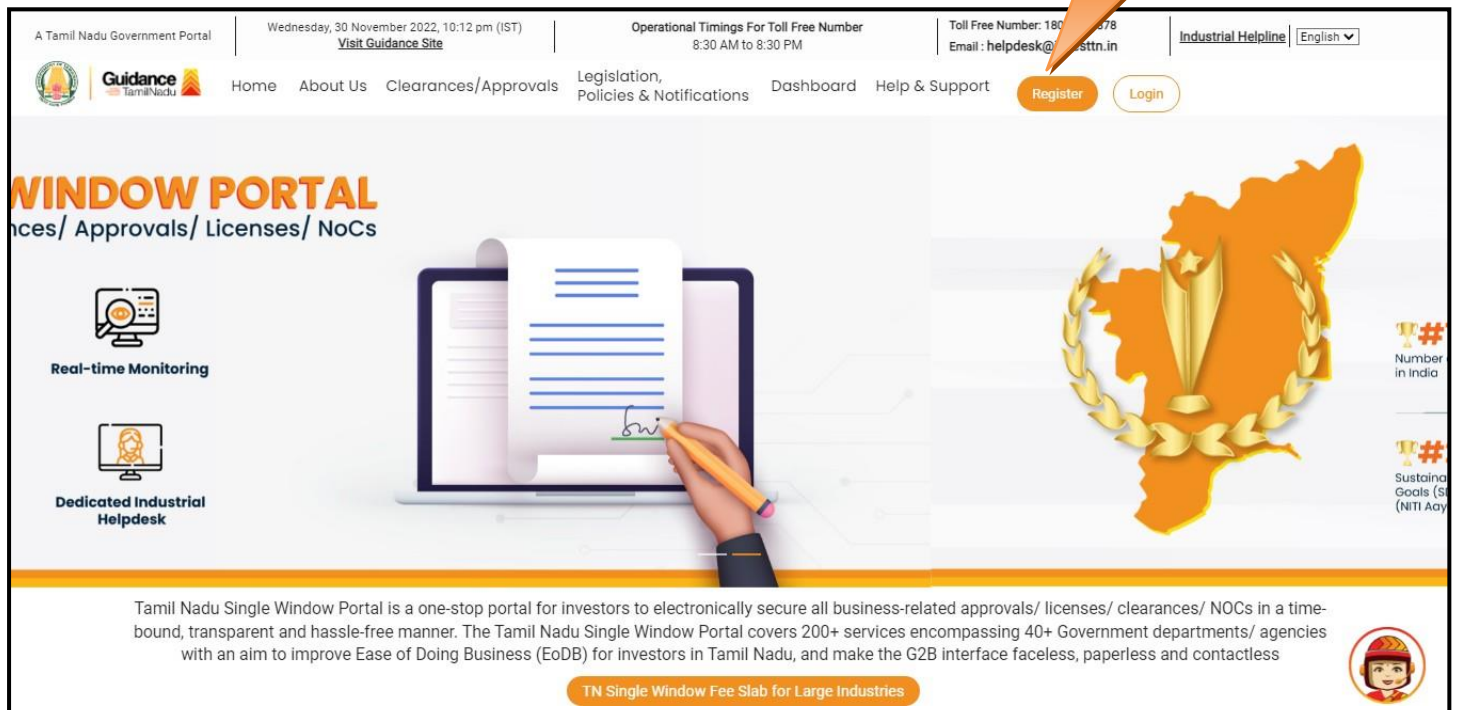 A Tamil Nadu Government Portal
Wednesday, 30 November 2022, 10:12 pm (IST)
Visit Guidance Site
Operational Timings For Toll Free Number
8:30 AM to 8:30 PM
Toll Free Number: 
Email : helpdesk@
Industrial Helpline
English
Guidance
TamilNadu
Home
About Us
Clearances/Approvals
Legislation,
Policies & Notifications
Dashboard
Help & Support
Register
Login
WINDOW PORTAL
Approvals/ Licenses/ NoCs
Real-time Monitoring
Dedicated Industrial
Helpdesk
Number
in India
Goals
(NITI
Tamil Nadu Single Window Portal is a one-stop portal for investors to electronically secure all business-related approvals/ licenses/ clearances/ NOCs in a time-
bound, transparent and hassle-free manner. The Tamil Nadu Single Window Portal covers 200+ services encompassing 40+ Government departments/ agencies
with an aim to improve Ease of Doing Business (EoDB) for investors in Tamil Nadu, and make the G2B interface faceless, paperless and contactless
TN Single Window Fee Slab for Large Industries